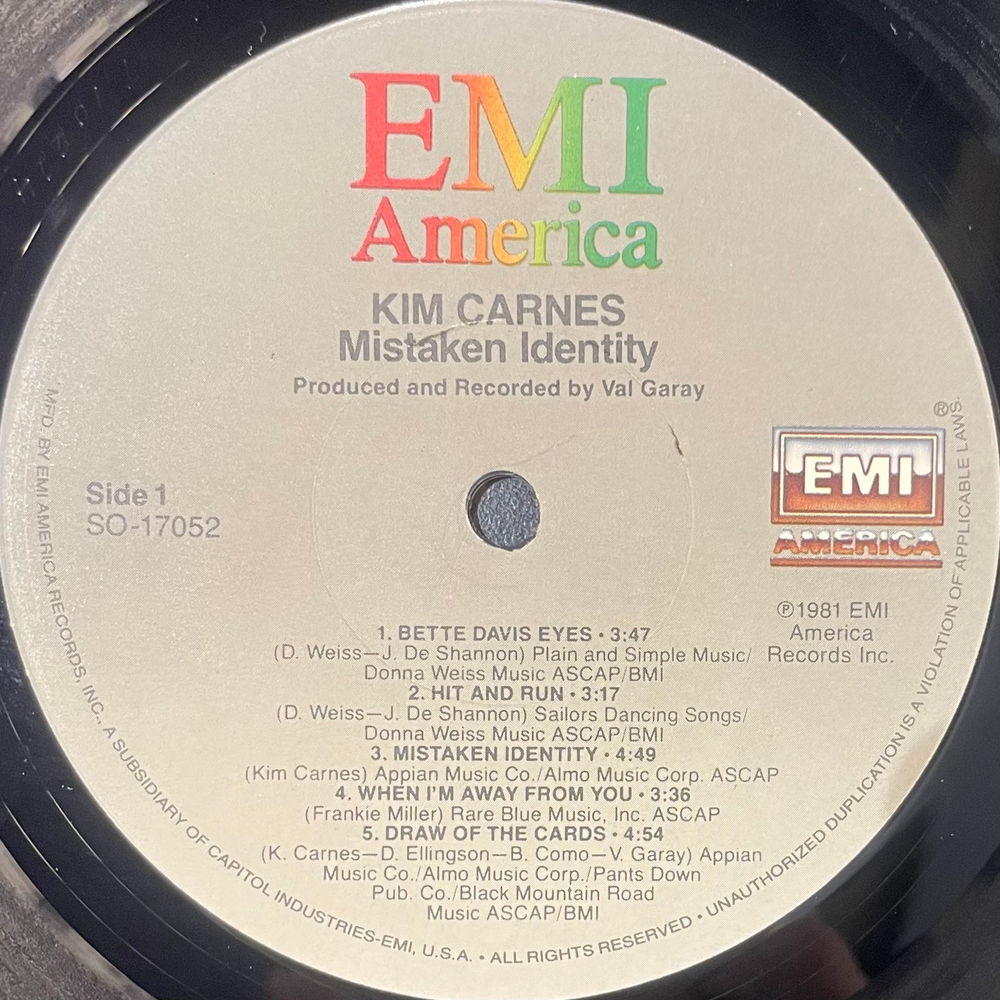 EMI
America
KIM CARNES
Mistaken Identity
Produced and Recorded by Val Garay
Side 1
SO-17052
®
EMI
AMERICA
℗1981 EMI
America
Records Inc.
1. BETTE DAVIS EYES • 3:47
(D. Weiss—J. De Shannon) Plain and Simple Music/
Donna Weiss Music ASCAP/BMI
2. HIT AND RUN • 3:17
(D. Weiss—J. De Shannon) Sailors Dancing Songs/
Donna Weiss Music ASCAP/BMI
3. MISTAKEN IDENTITY • 4:49
(Kim Carnes) Appian Music Co./Almo Music Corp. ASCAP
4. WHEN I'M AWAY FROM YOU • 3:36
(Frankie Miller) Rare Blue Music, Inc. ASCAP
5. DRAW OF THE CARDS • 4:54
(K. Carnes—D. Ellingson—B. Como—V. Garay) Appian
Music Co./Almo Music Corp./Pants Down
Pub. Co./Black Mountain Road
Music ASCAP/BMI
MFD. BY EMI AMERICA RECORDS, INC., A SUBSIDIARY OF CAPITOL INDUSTRIES-EMI, U.S.A. • ALL RIGHTS RESERVED • UNAUTHORIZED DUPLICATION IS A VIOLATION OF APPLICABLE LAWS.